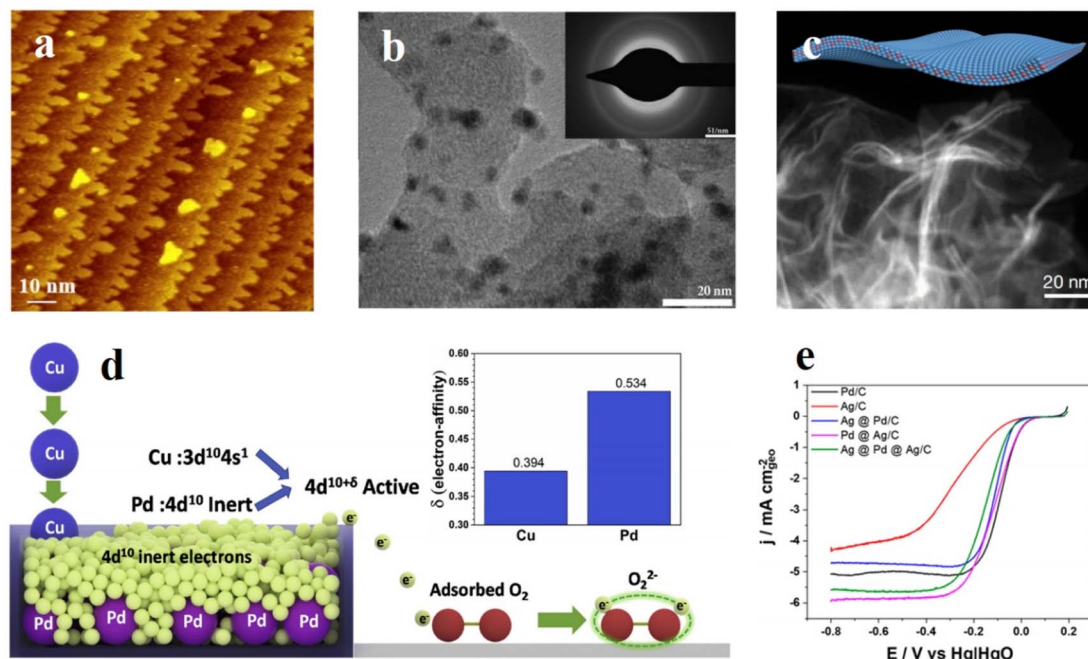 a
10 nm
b
51/nm
20 nm
c
20 nm
d
Cu
Cu
Cu
Cu :3d¹⁰4s¹
Pd :4d¹⁰ Inert
4d¹⁰⁺ᵟ Active
4d¹⁰ inert electrons
Pd Pd Pd Pd Pd
e⁻
e⁻
e⁻
e⁻
δ (electron-affinity)
0.60
0.55
0.50
0.45
0.40
0.35
0.30
0.394
0.534
Cu Pd
Adsorbed O₂
e⁻
O₂²⁻
e⁻ e⁻
e
Pd/C
Ag/C
Ag @ Pd/C
Pd @ Ag/C
Ag @ Pd @ Ag/C
j / mA cm⁻²geo
1
0
-1
-2
-3
-4
-5
-6
-0.8 -0.6 -0.4 -0.2 0.0 0.2
E / V vs Hg|HgO